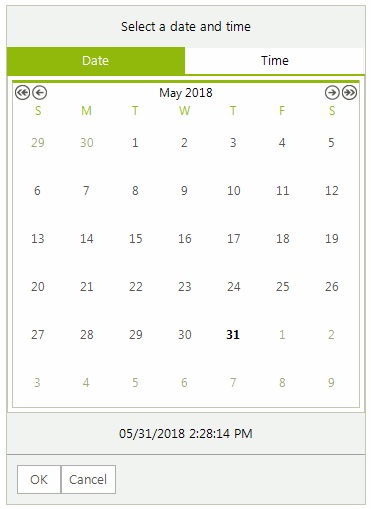 Select a date and time
Date Time
May 2018
S M T W T F S
29 30 1 2 3 4 5
6 7 8 9 10 11 12
13 14 15 16 17 18 19
20 21 22 23 24 25 26
27 28 29 30 31 1 2
3 4 5 6 7 8 9
05/31/2018 2:28:14 PM
OK Cancel